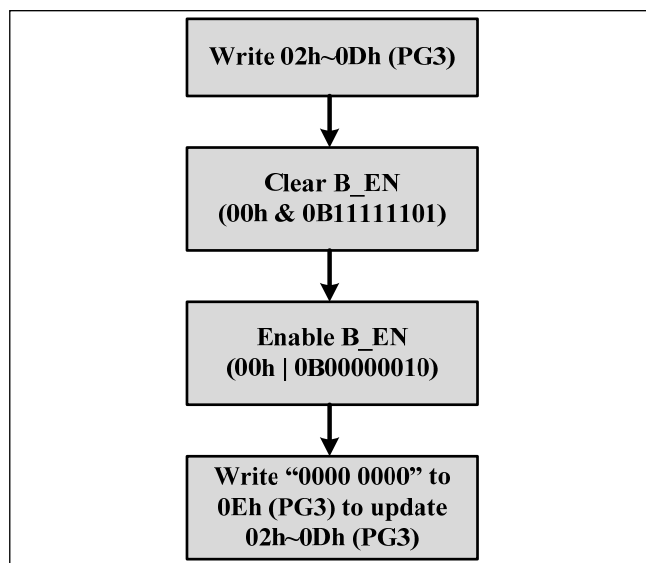 Write 02h~0Dh (PG3)
Clear B_EN
(00h & 0B11111101)
Enable B_EN
(00h | 0B00000010)
Write “0000 0000” to
0Eh (PG3) to update
02h~0Dh (PG3)